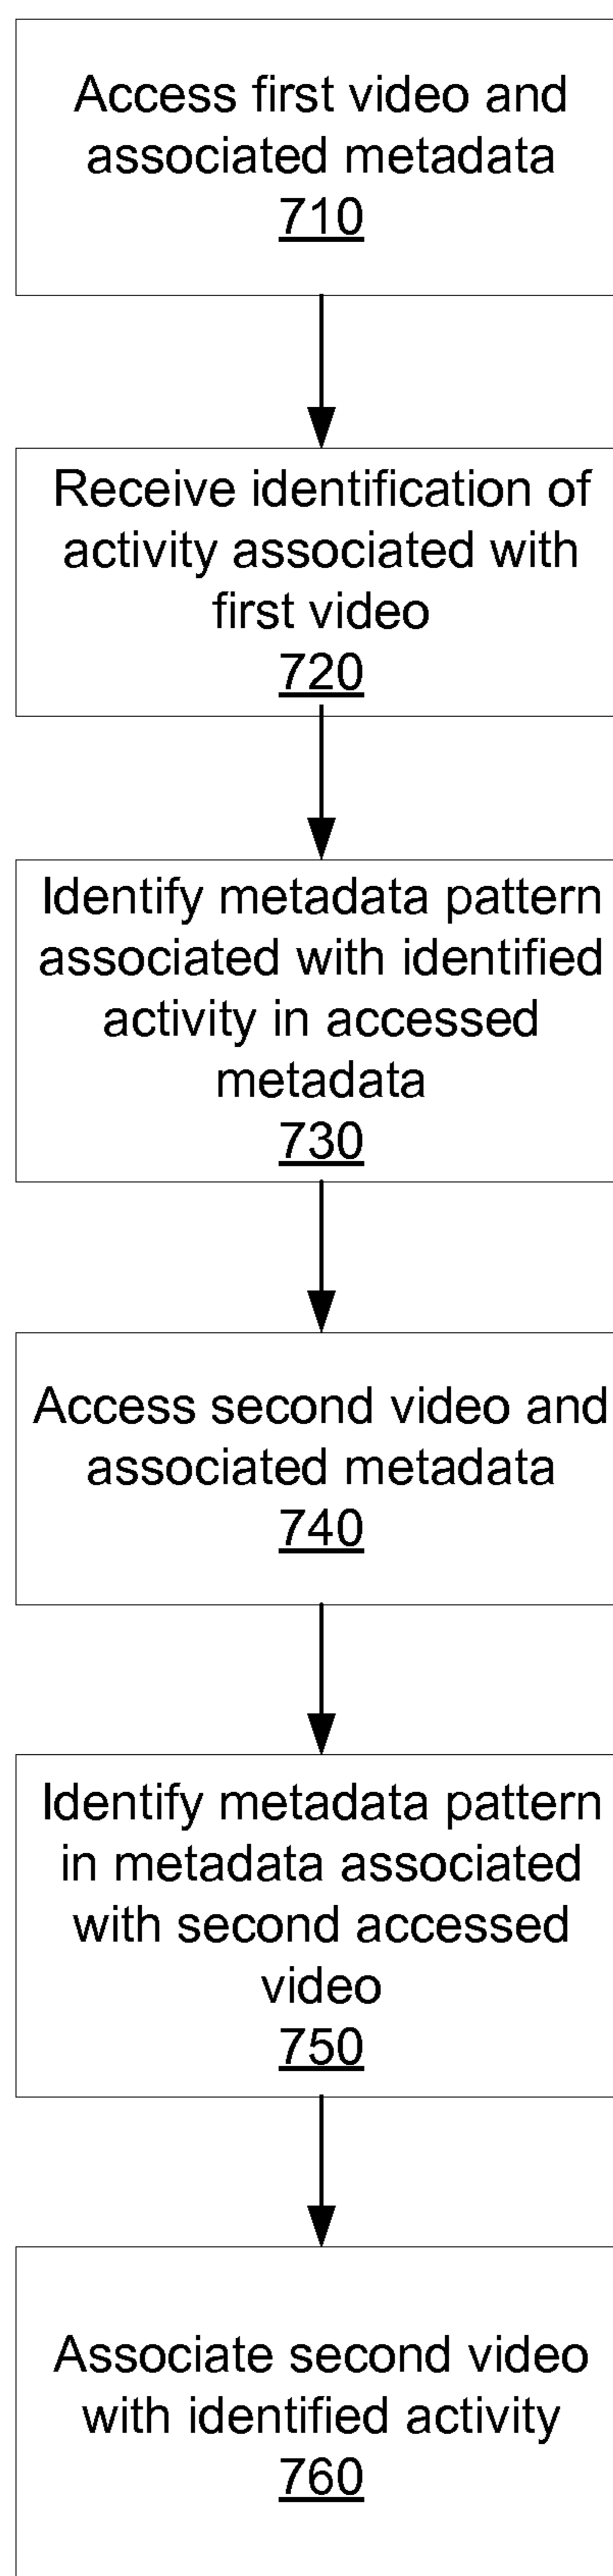 Access first video and
associated metadata
710
Receive identification of
activity associated with
first video
720
Identify metadata pattern
associated with identified
activity in accessed
metadata
730
Access second video and
associated metadata
740
Identify metadata pattern
in metadata associated
with second accessed
video
750
Associate second video
with identified activity
760